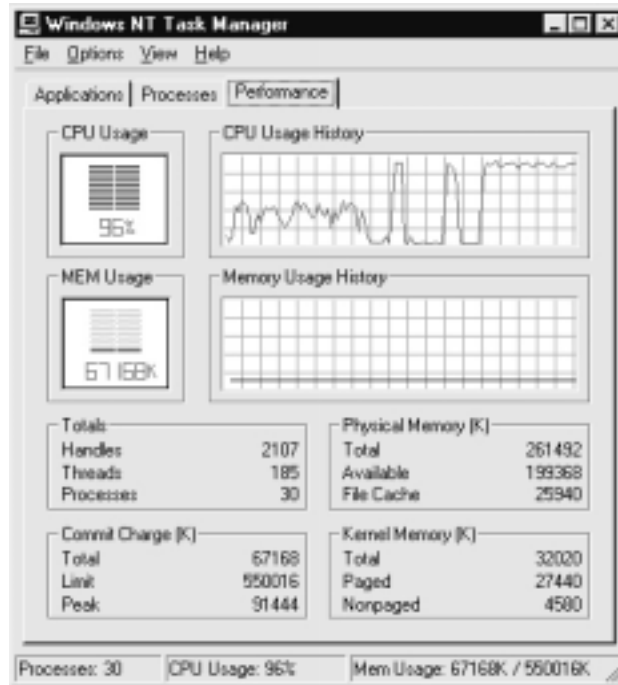 Windows NT Task Manager
File Options View Help
Applications Processes Performance
CPU Usage CPU Usage History
96%
MEM Usage Memory Usage History
67168K
Totals Physical Memory (K)
Handles 2107 Total 261492
Threads 185 Available 199368
Processes 30 File Cache 25940
Commit Charge (K) Kernel Memory (K)
Total 67168 Total 32020
Limit 550016 Paged 27440
Peak 91444 Nonpaged 4580
Processes: 30 CPU Usage: 96% Mem Usage: 67168K / 550016K